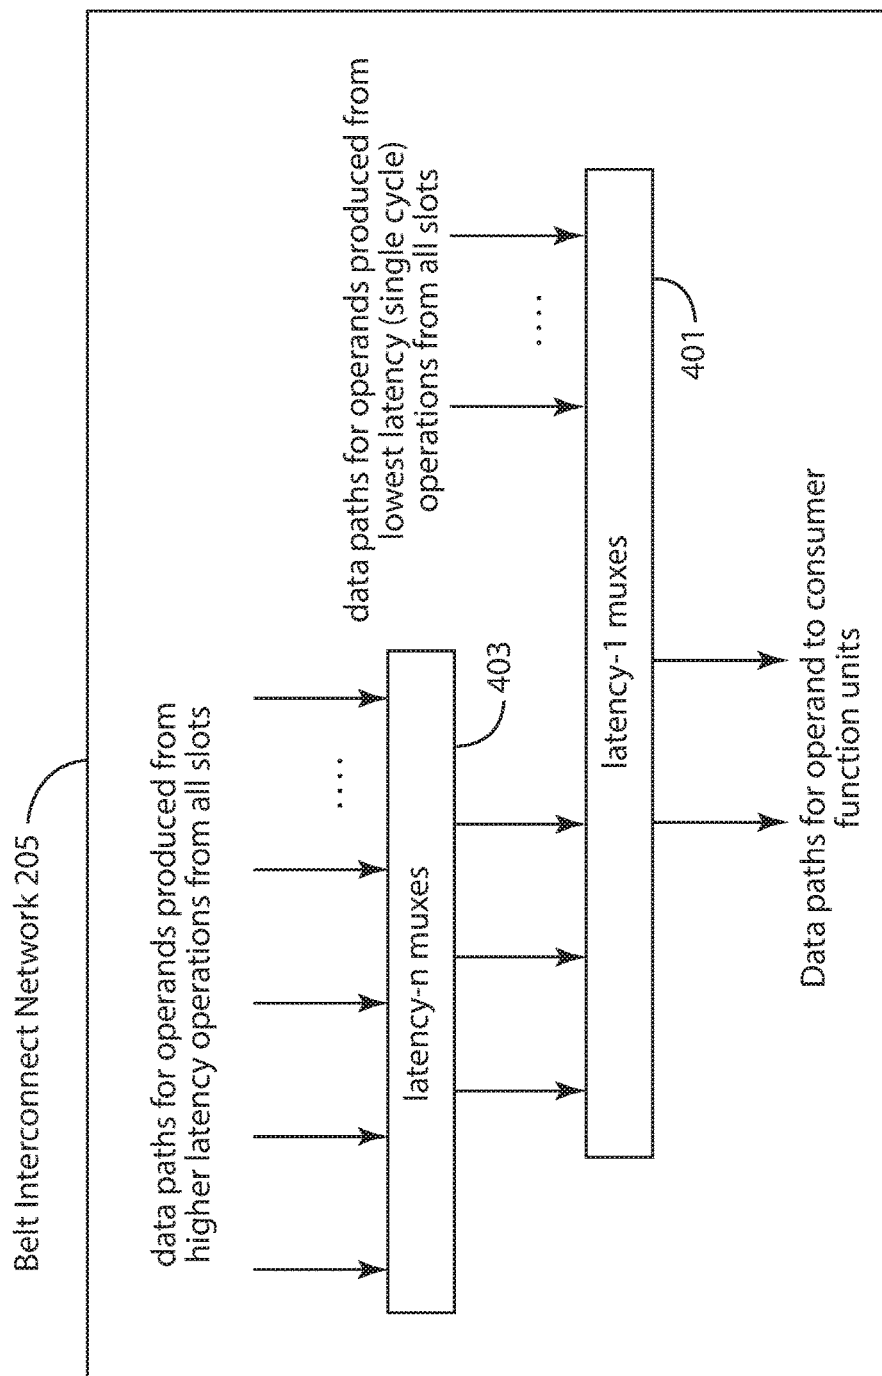 Belt Interconnect Network 205
data paths for operands produced from
higher latency operations from all slots
....
latency-n muxes
403
data paths for operands produced from
lowest latency (single cycle)
operations from all slots
....
latency-1 muxes
401
Data paths for operand to consumer
function units